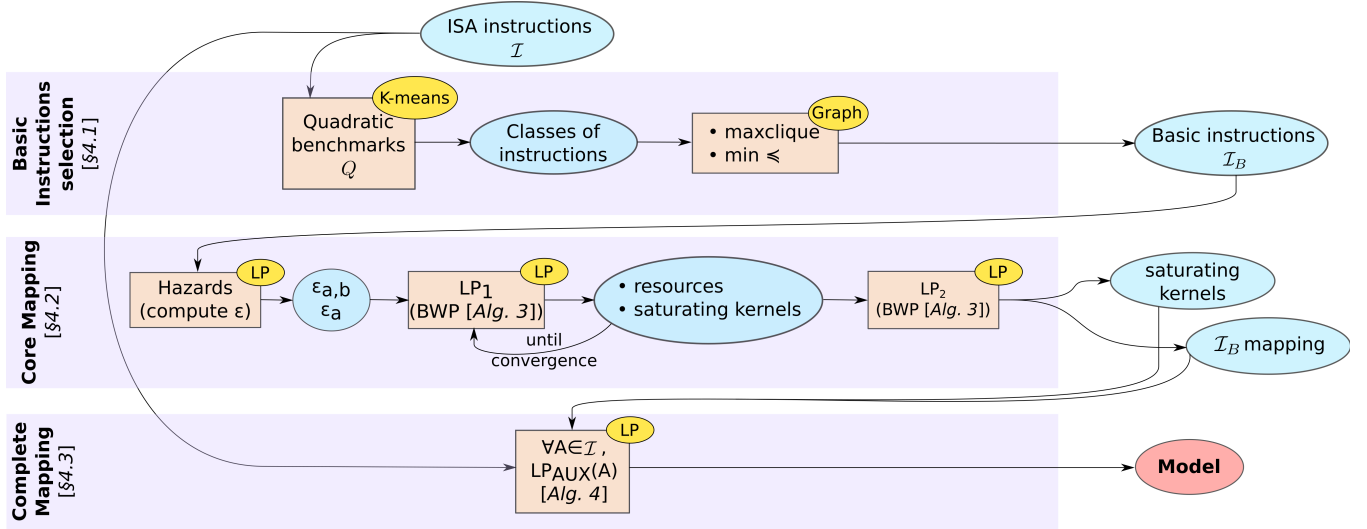 ISA instructions
ℐ
Basic
Instructions
selection
[§4.1]
K-means
Quadratic
benchmarks
Q
Classes of
instructions
Graph
• maxclique
• min ≼
Basic instructions
ℐB
Core Mapping
[§4.2]
LP
Hazards
(compute ε)
εa,b
εa
LP
LP1
(BWP [Alg. 3])
until
convergence
• resources
• saturating kernels
LP
LP2
(BWP [Alg. 3])
saturating
kernels
ℐB mapping
Complete
Mapping
[§4.3]
LP
∀A∈ℐ,
LPAUX(A)
[Alg. 4]
Model